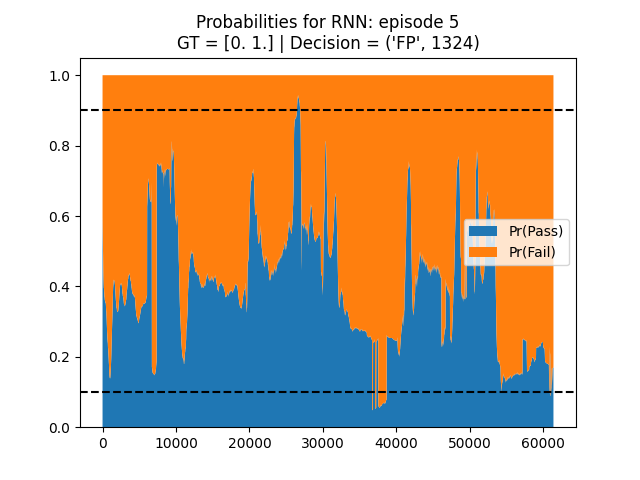 Probabilities for RNN: episode 5
GT = [0. 1.] | Decision = ('FP', 1324)
1.0
0.8
0.6
0.4
0.2
0.0
Pr(Pass)
Pr(Fail)
0 10000 20000 30000 40000 50000 60000